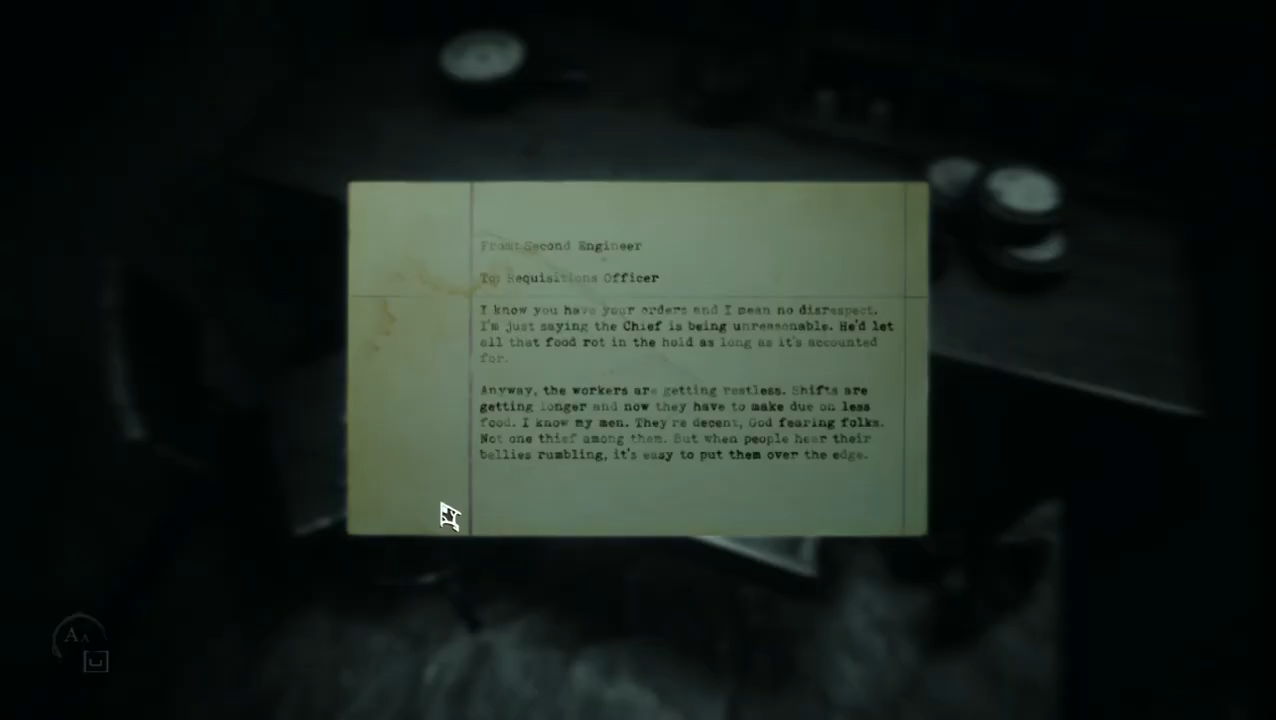 From: Second Engineer
To: Requisitions Officer
I know you have your orders and I mean no disrespect.
I'm just saying the Chief is being unreasonable. He'd let
all that food rot in the hold as long as it's accounted
for.
Anyway, the workers are getting restless. Shifts are
getting longer and now they have to make due on less
food. I know my men. They're decent, God fearing folks.
Not one thief among them. But when people hear their
bellies rumbling, it's easy to put them over the edge.
AA